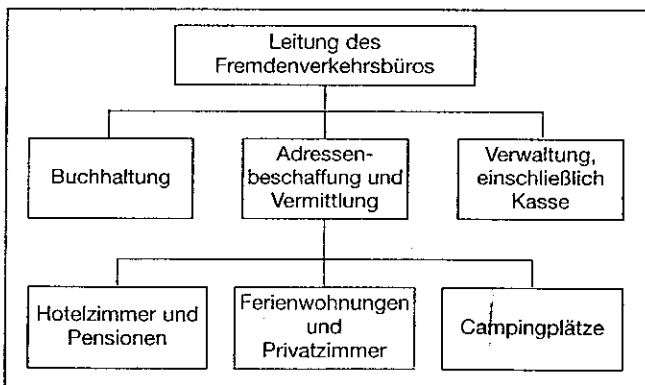 Leitung des
Fremdenverkehrsbüros
Buchhaltung
Adressen-
beschaffung und
Vermittlung
Verwaltung,
einschließlich
Kasse
Hotelzimmer und
Pensionen
Ferienwohnungen
und
Privatzimmer
Campingplätze